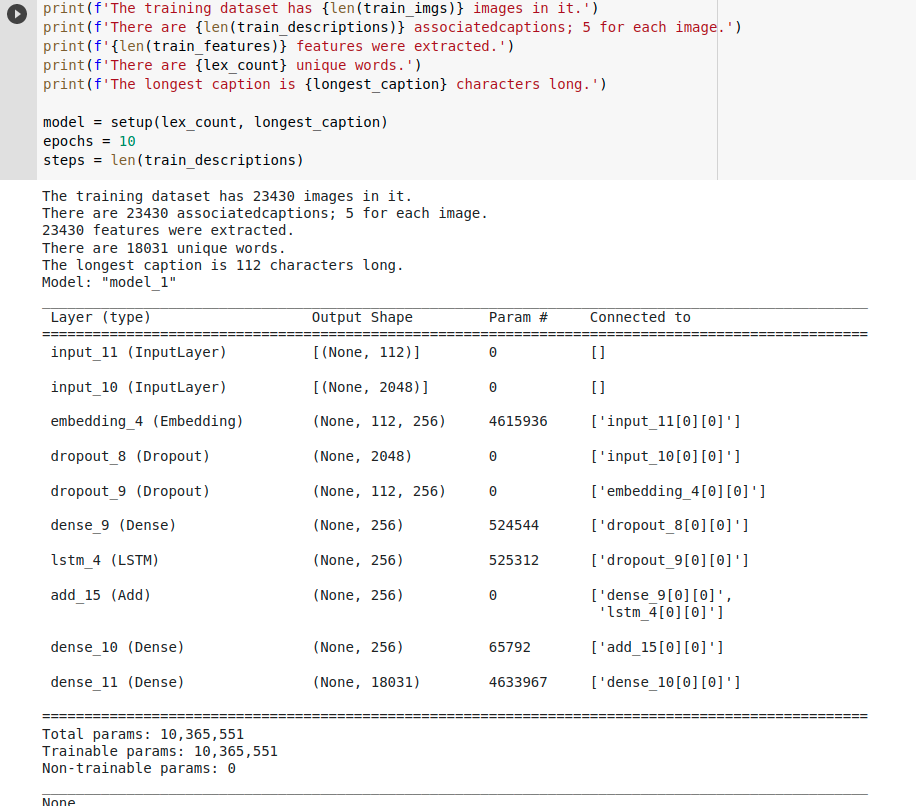 print(f'The training dataset has {len(train_imgs)} images in it.')
print(f'There are {len(train_descriptions)} associatedcaptions; 5 for each image.')
print(f'{len(train_features)} features were extracted.')
print(f'There are {lex_count} unique words.')
print(f'The longest caption is {longest_caption} characters long.')
model = setup(lex_count, longest_caption)
epochs = 10
steps = len(train_descriptions)
The training dataset has 23430 images in it.
There are 23430 associatedcaptions; 5 for each image.
23430 features were extracted.
There are 18031 unique words.
The longest caption is 112 characters long.
Model: "model_1"
Layer (type) Output Shape Param # Connected to
input_11 (InputLayer) [(None, 112)] 0 []
input_10 (InputLayer) [(None, 2048)] 0 []
embedding_4 (Embedding) (None, 112, 256) 4615936 ['input_11[0][0]']
dropout_8 (Dropout) (None, 2048) 0 ['input_10[0][0]']
dropout_9 (Dropout) (None, 112, 256) 0 ['embedding_4[0][0]']
dense_9 (Dense) (None, 256) 524544 ['dropout_8[0][0]']
lstm_4 (LSTM) (None, 256) 525312 ['dropout_9[0][0]']
add_15 (Add) (None, 256) 0 ['dense_9[0][0]',
'lstm_4[0][0]']
dense_10 (Dense) (None, 256) 65792 ['add_15[0][0]']
dense_11 (Dense) (None, 18031) 4633967 ['dense_10[0][0]']
Total params: 10,365,551
Trainable params: 10,365,551
Non-trainable params: 0
None